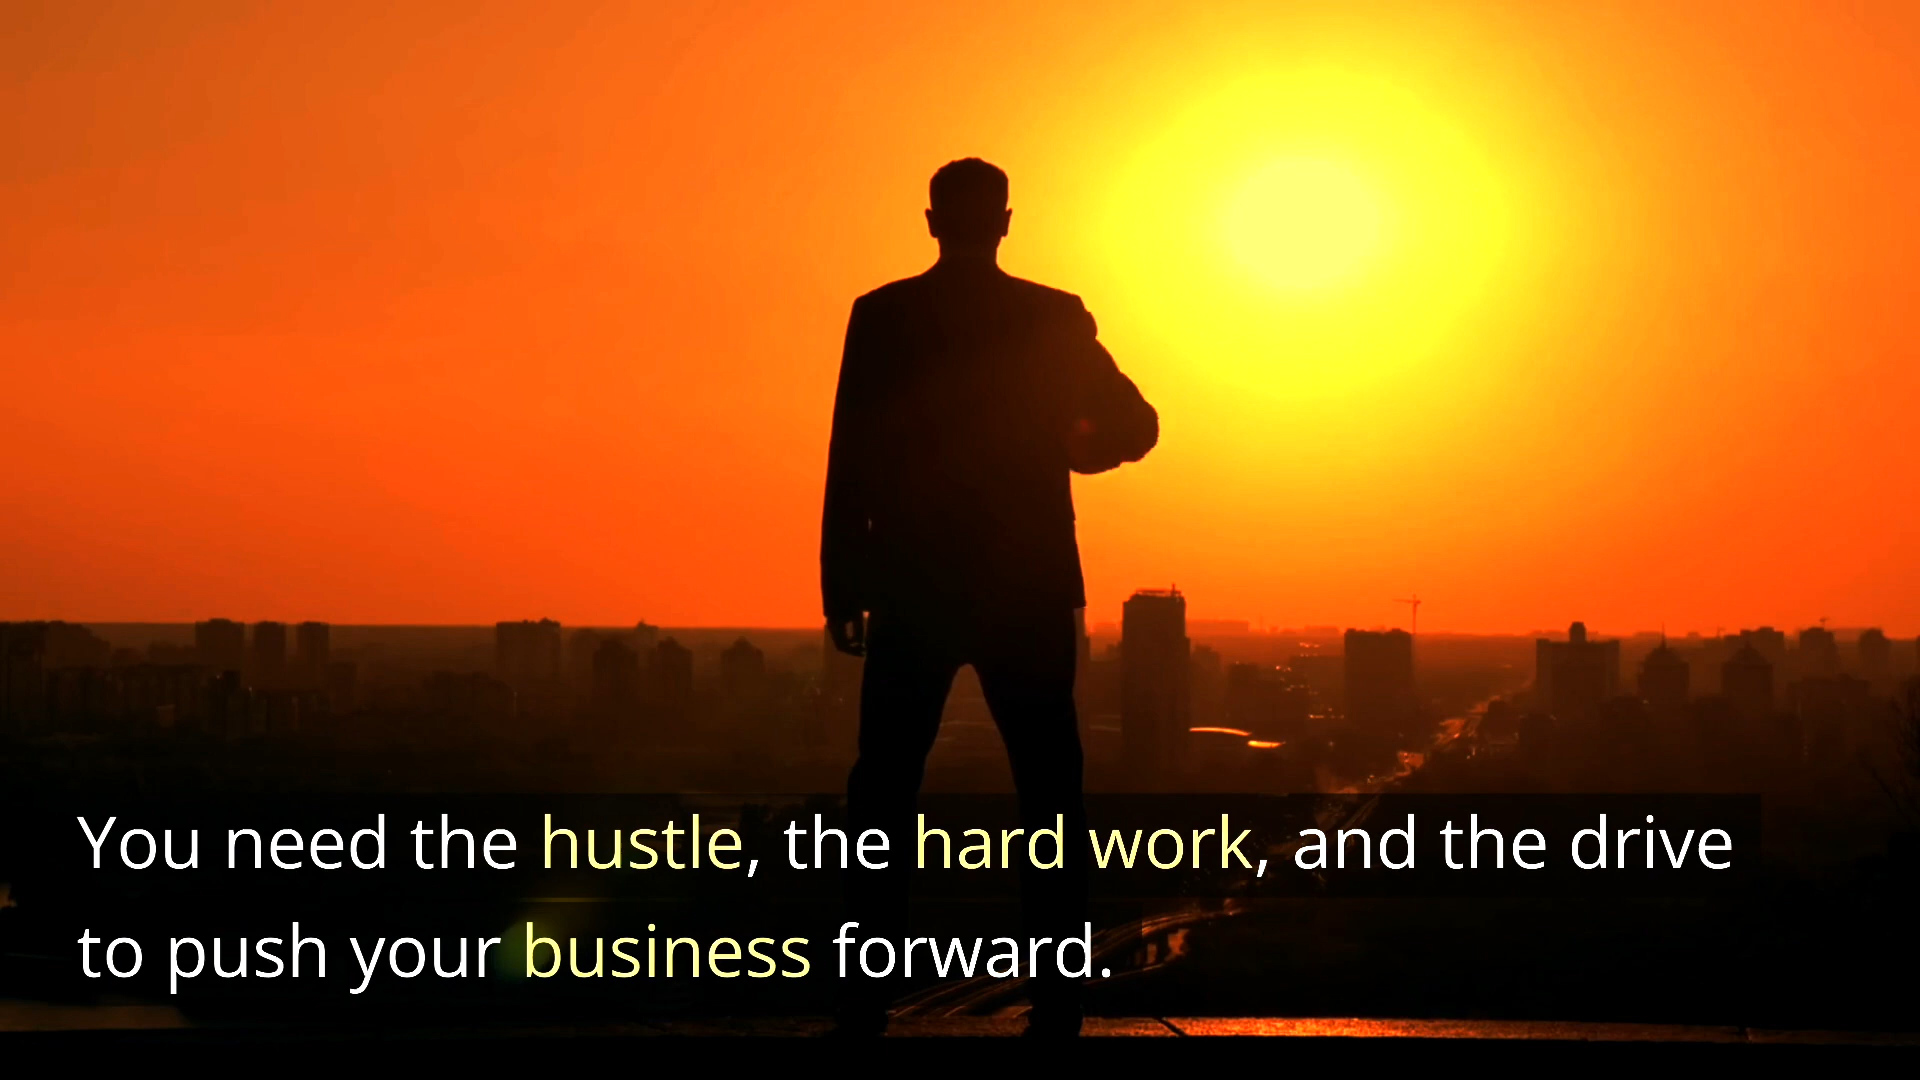 You need the hustle, the hard work, and the drive
to push your business forward.